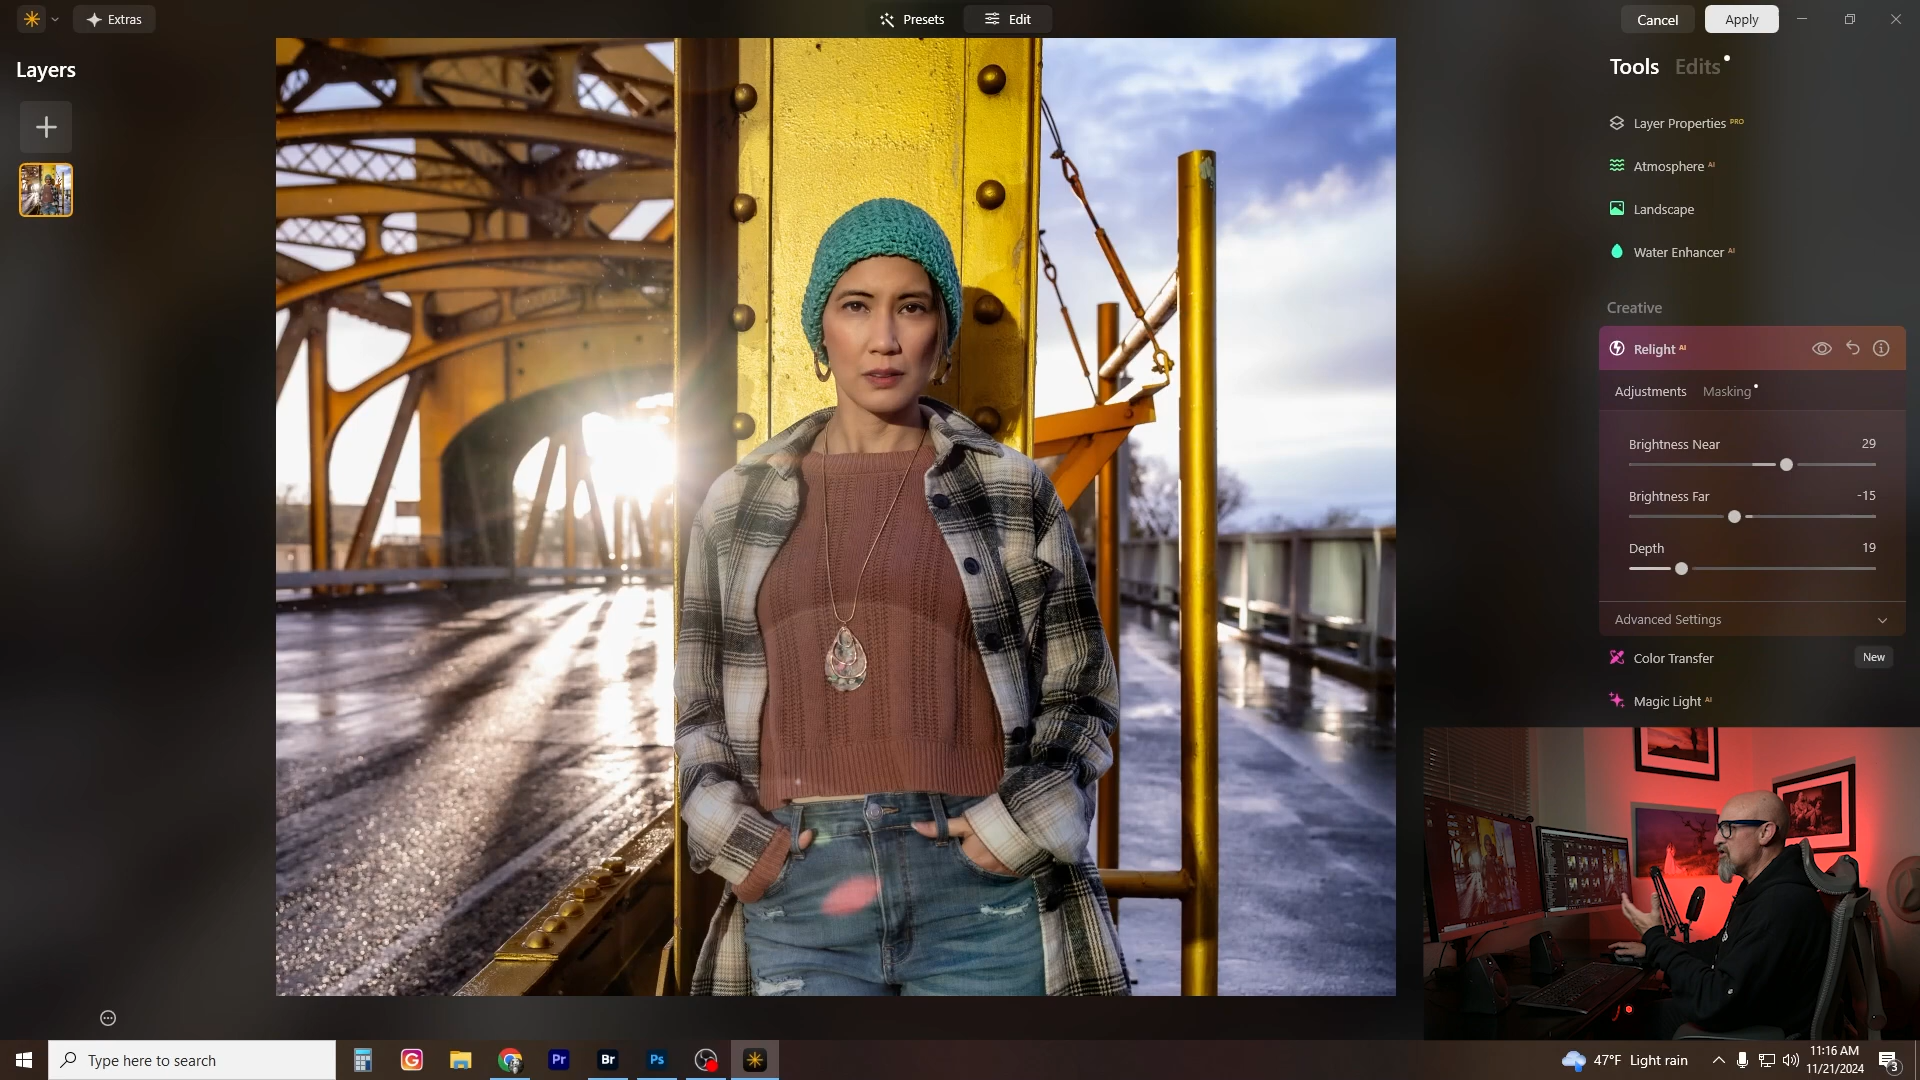 Extras
Presets
Edit
Cancel
Apply
Layers
Tools
Edits
Layer Properties PRO
Atmosphere AI
Landscape
Water Enhancer AI
Creative
Relight AI
Adjustments
Masking
Brightness Near
29
Brightness Far
-15
Depth
19
Advanced Settings
Color Transfer
New
Magic Light AI
Type here to search
Pr
Br
Ps
47°F Light rain
11:16 AM
11/21/2024
3